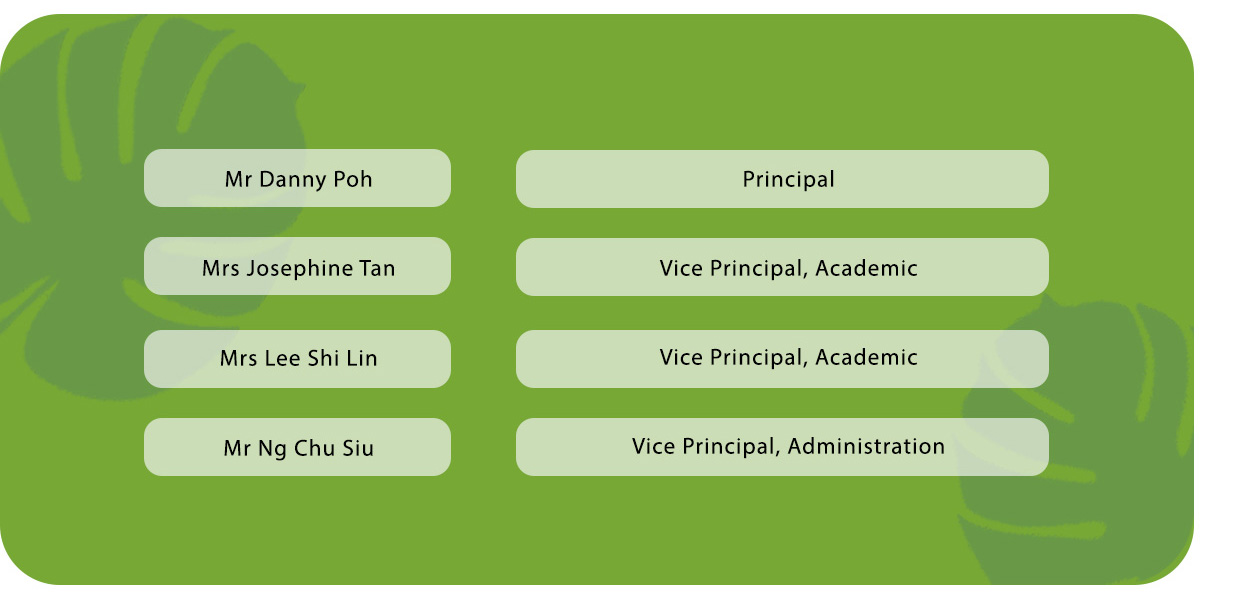 Mr Danny Poh
Principal
Mrs Josephine Tan
Vice Principal, Academic
Mrs Lee Shi Lin
Vice Principal, Academic
Mr Ng Chu Siu
Vice Principal, Administration